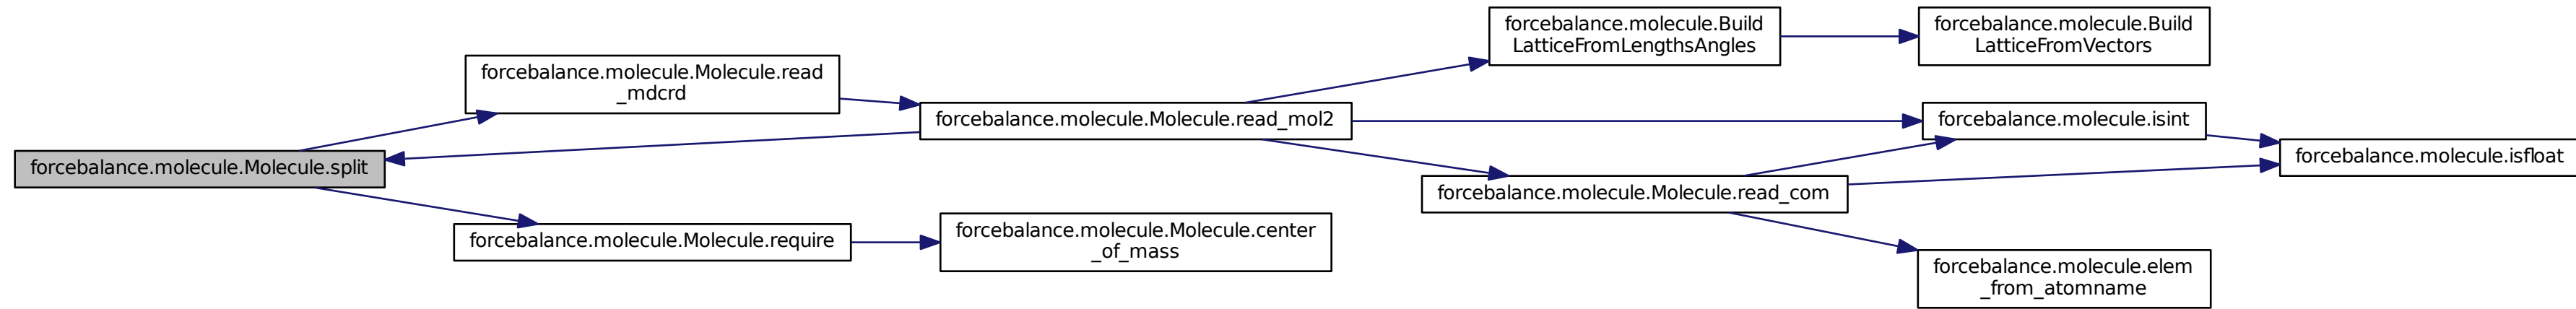 forcebalance.molecule.Molecule.split
forcebalance.molecule.Molecule.read
_mdcrd
forcebalance.molecule.Molecule.require
forcebalance.molecule.Molecule.read_mol2
forcebalance.molecule.Molecule.center
_of_mass
forcebalance.molecule.Build
LatticeFromLengthsAngles
forcebalance.molecule.Molecule.read_com
forcebalance.molecule.Build
LatticeFromVectors
forcebalance.molecule.isint
forcebalance.molecule.elem
_from_atomname
forcebalance.molecule.isfloat